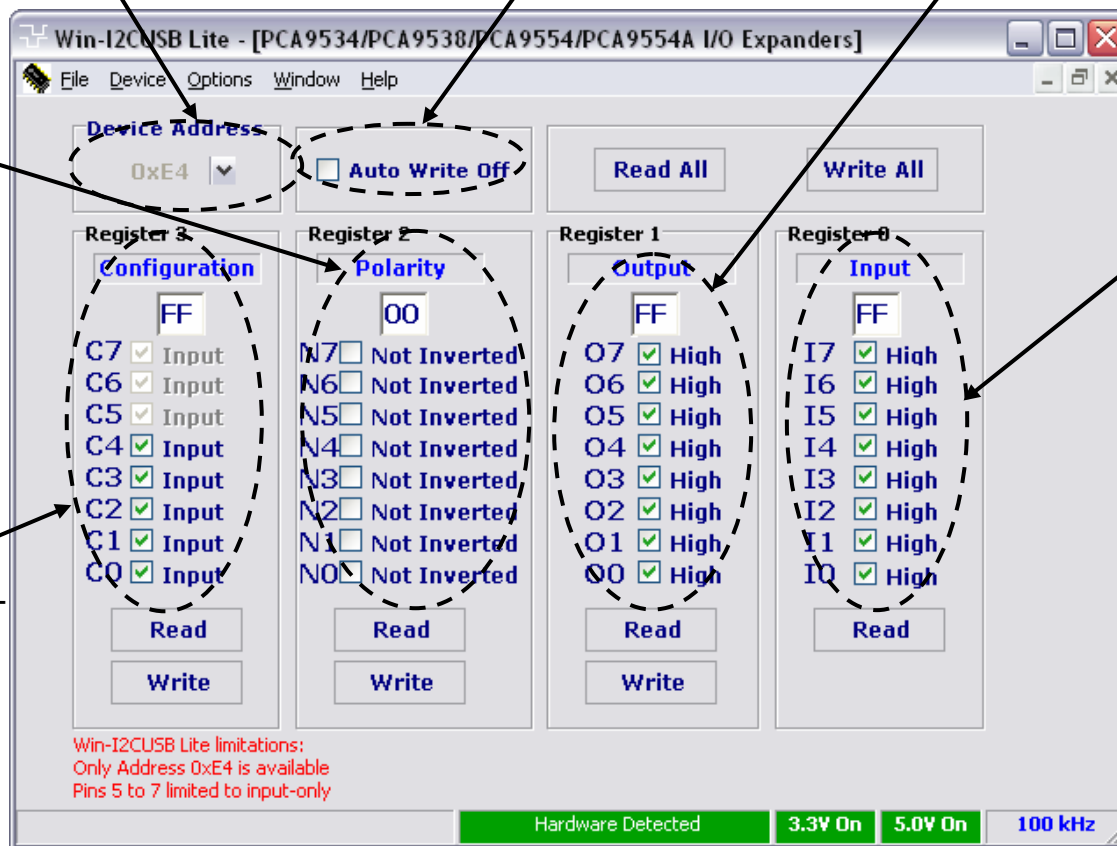 Win-I2CUSB Lite - [PCA9534/PCA9538/PCA9554/PCA9554A I/O Expanders]
File Device Options Window Help
Device Address
0xE4
Auto Write Off
Read All
Write All
Register 3
Configuration
FF
C7 Input
C6 Input
C5 Input
C4 Input
C3 Input
C2 Input
C1 Input
C0 Input
Read
Write
Register 2
Polarity
00
N7 Not Inverted
N6 Not Inverted
N5 Not Inverted
N4 Not Inverted
N3 Not Inverted
N2 Not Inverted
N1 Not Inverted
N0 Not Inverted
Read
Write
Register 1
Output
FF
O7 High
O6 High
O5 High
O4 High
O3 High
O2 High
O1 High
O0 High
Read
Write
Register 0
Input
FF
I7 High
I6 High
I5 High
I4 High
I3 High
I2 High
I1 High
I0 High
Read
Win-I2CUSB Lite limitations:
Only Address 0xE4 is available
Pins 5 to 7 limited to input-only
Hardware Detected 3.3V On 5.0V On 100 kHz